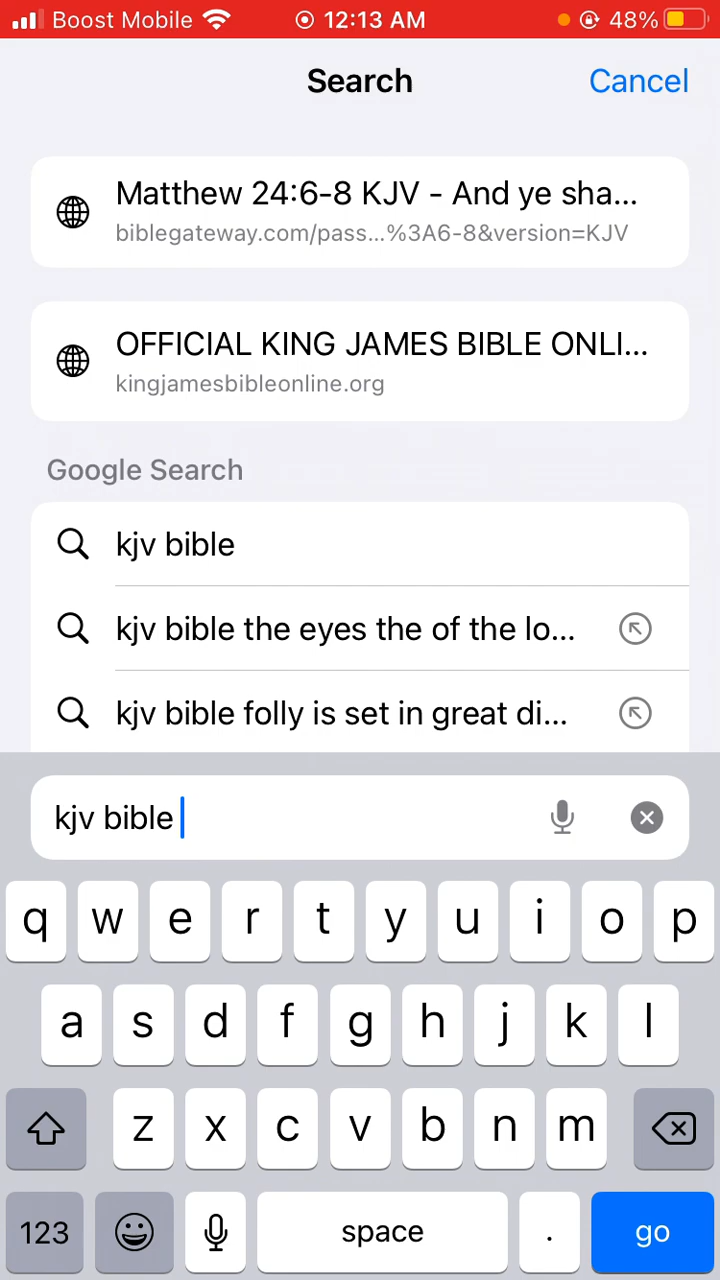 Boost Mobile 12:13 AM 48%
Search Cancel
Matthew 24:6-8 KJV - And ye sha...
biblegateway.com/pass...%3A6-8&version=KJV
OFFICIAL KING JAMES BIBLE ONLI...
kingjamesbibleonline.org
Google Search
kjv bible
kjv bible the eyes the of the lo...
kjv bible folly is set in great di...
kjv bible
q w e r t y u i o p
a s d f g h j k l
z x c v b n m
123 space . go